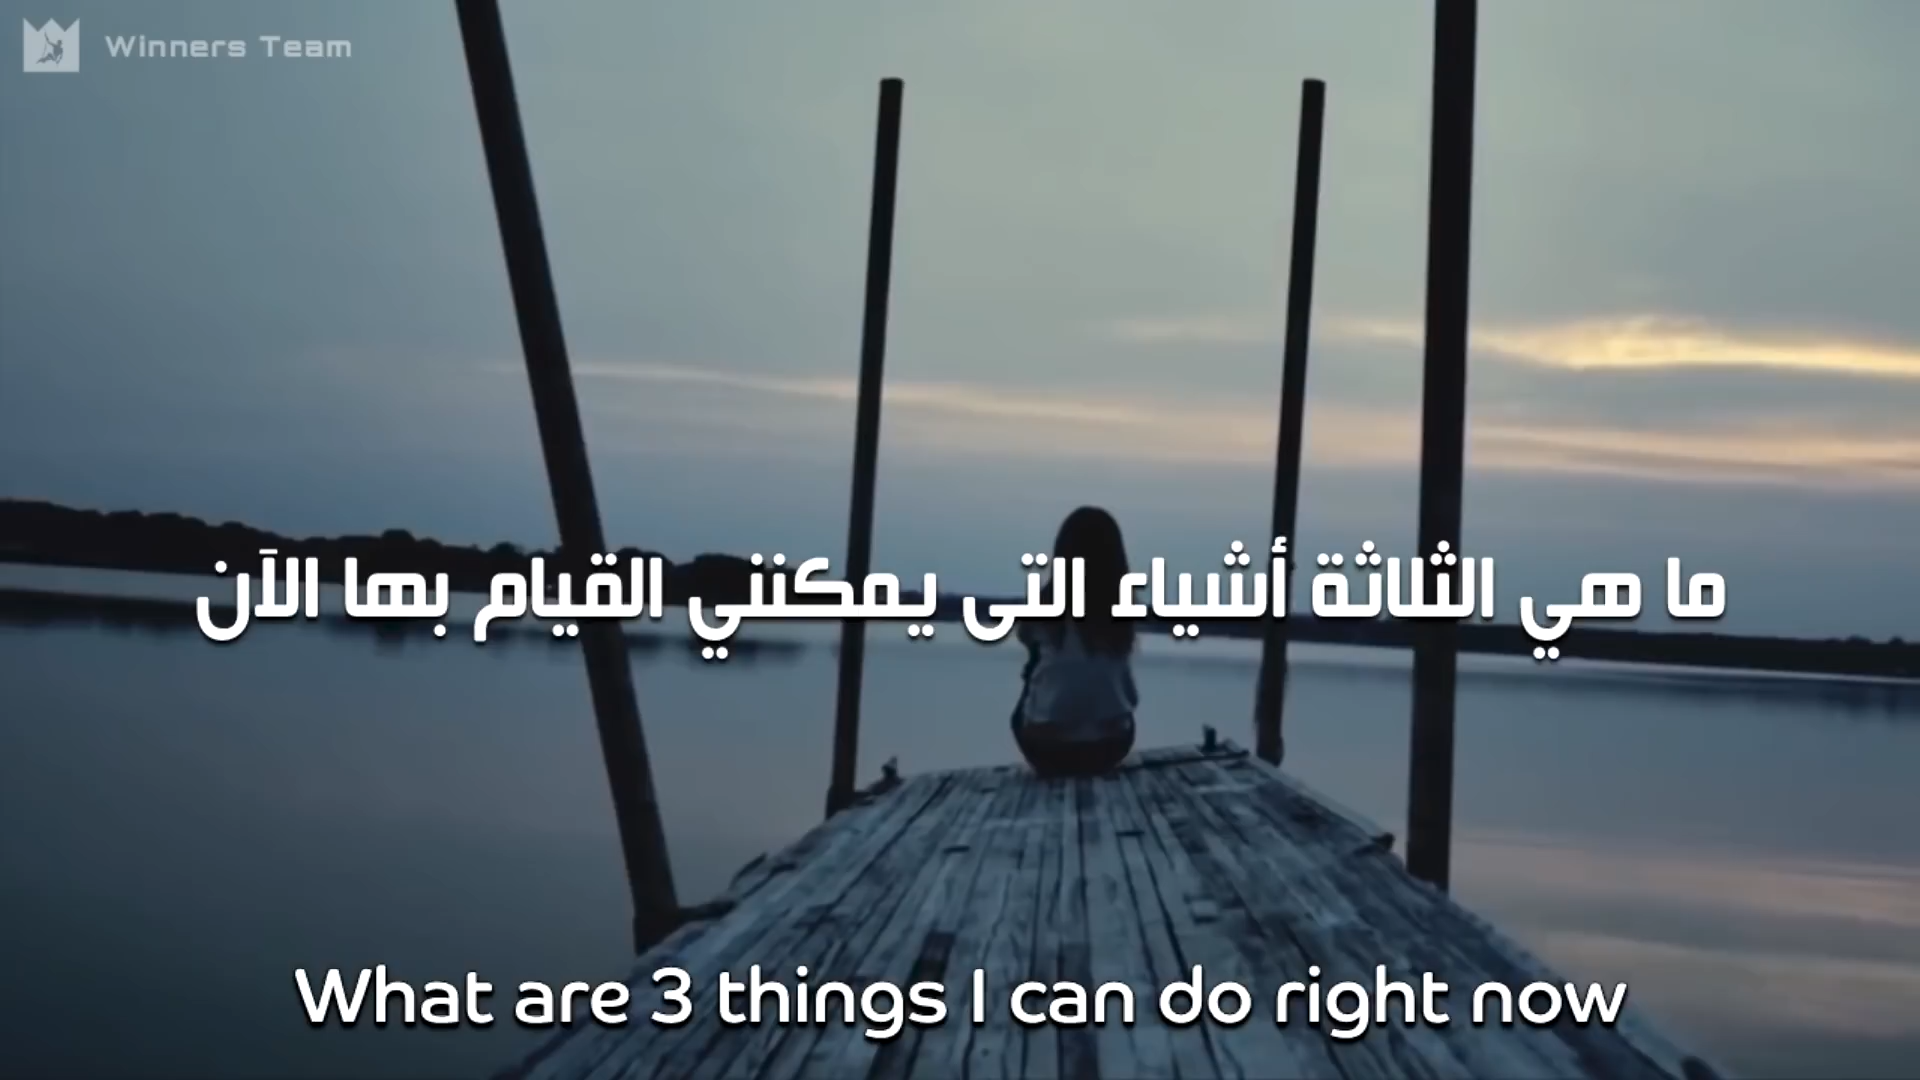 Winners Team
ما هي الثلاثة أشياء التى يمكنني القيام بها الآن
What are 3 things I can do right now